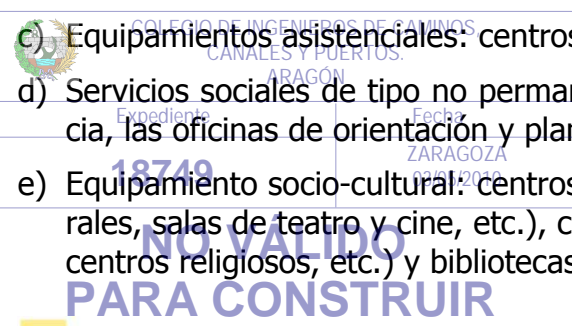 COLEGIO DE INGENIEROS DE CAMINOS,
CANALES Y PUERTOS.
ARAGÓN
Expediente
Fecha
18749
ZARAGOZA
NO VÁLIDO
PARA CONSTRUIR
c) Equipamientos asistenciales: centros
d) Servicios sociales de tipo no perma
cia, las oficinas de orientación y pla
e) Equipamiento socio-cultural: centros
rales, salas de teatro y cine, etc.), c
centros religiosos, etc.) y bibliotecas